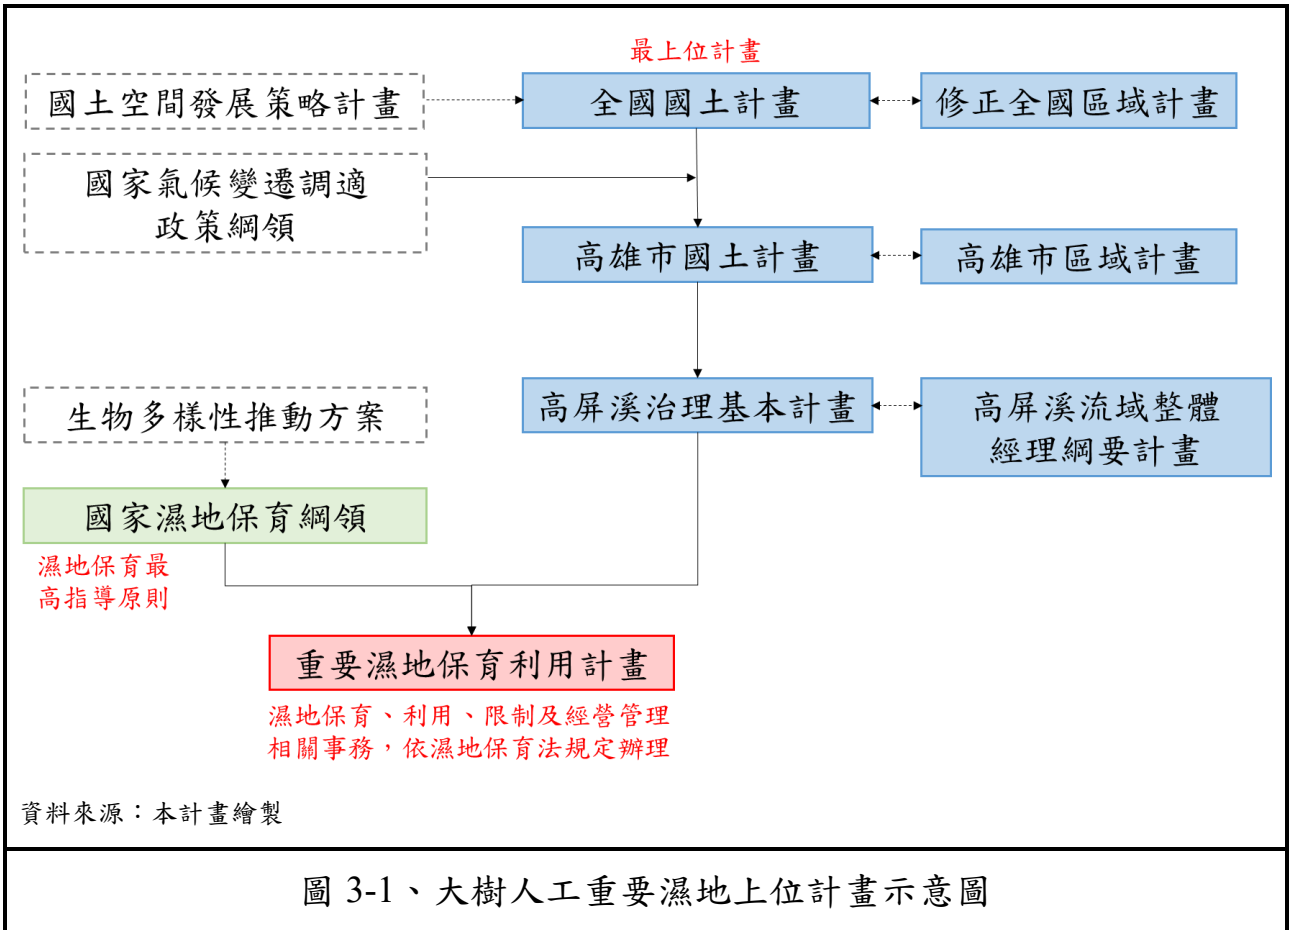 最上位計畫
國土空間發展策略計畫
全國國土計畫
修正全國區域計畫
國家氣候變遷調適
政策綱領
高雄市國土計畫
高雄市區域計畫
生物多樣性推動方案
高屏溪治理基本計畫
高屏溪流域整體
經理綱要計畫
國家濕地保育綱領
濕地保育最
高指導原則
重要濕地保育利用計畫
濕地保育、利用、限制及經營管理
相關事務，依濕地保育法規定辦理
資料來源：本計畫繪製
圖 3-1、大樹人工重要濕地上位計畫示意圖